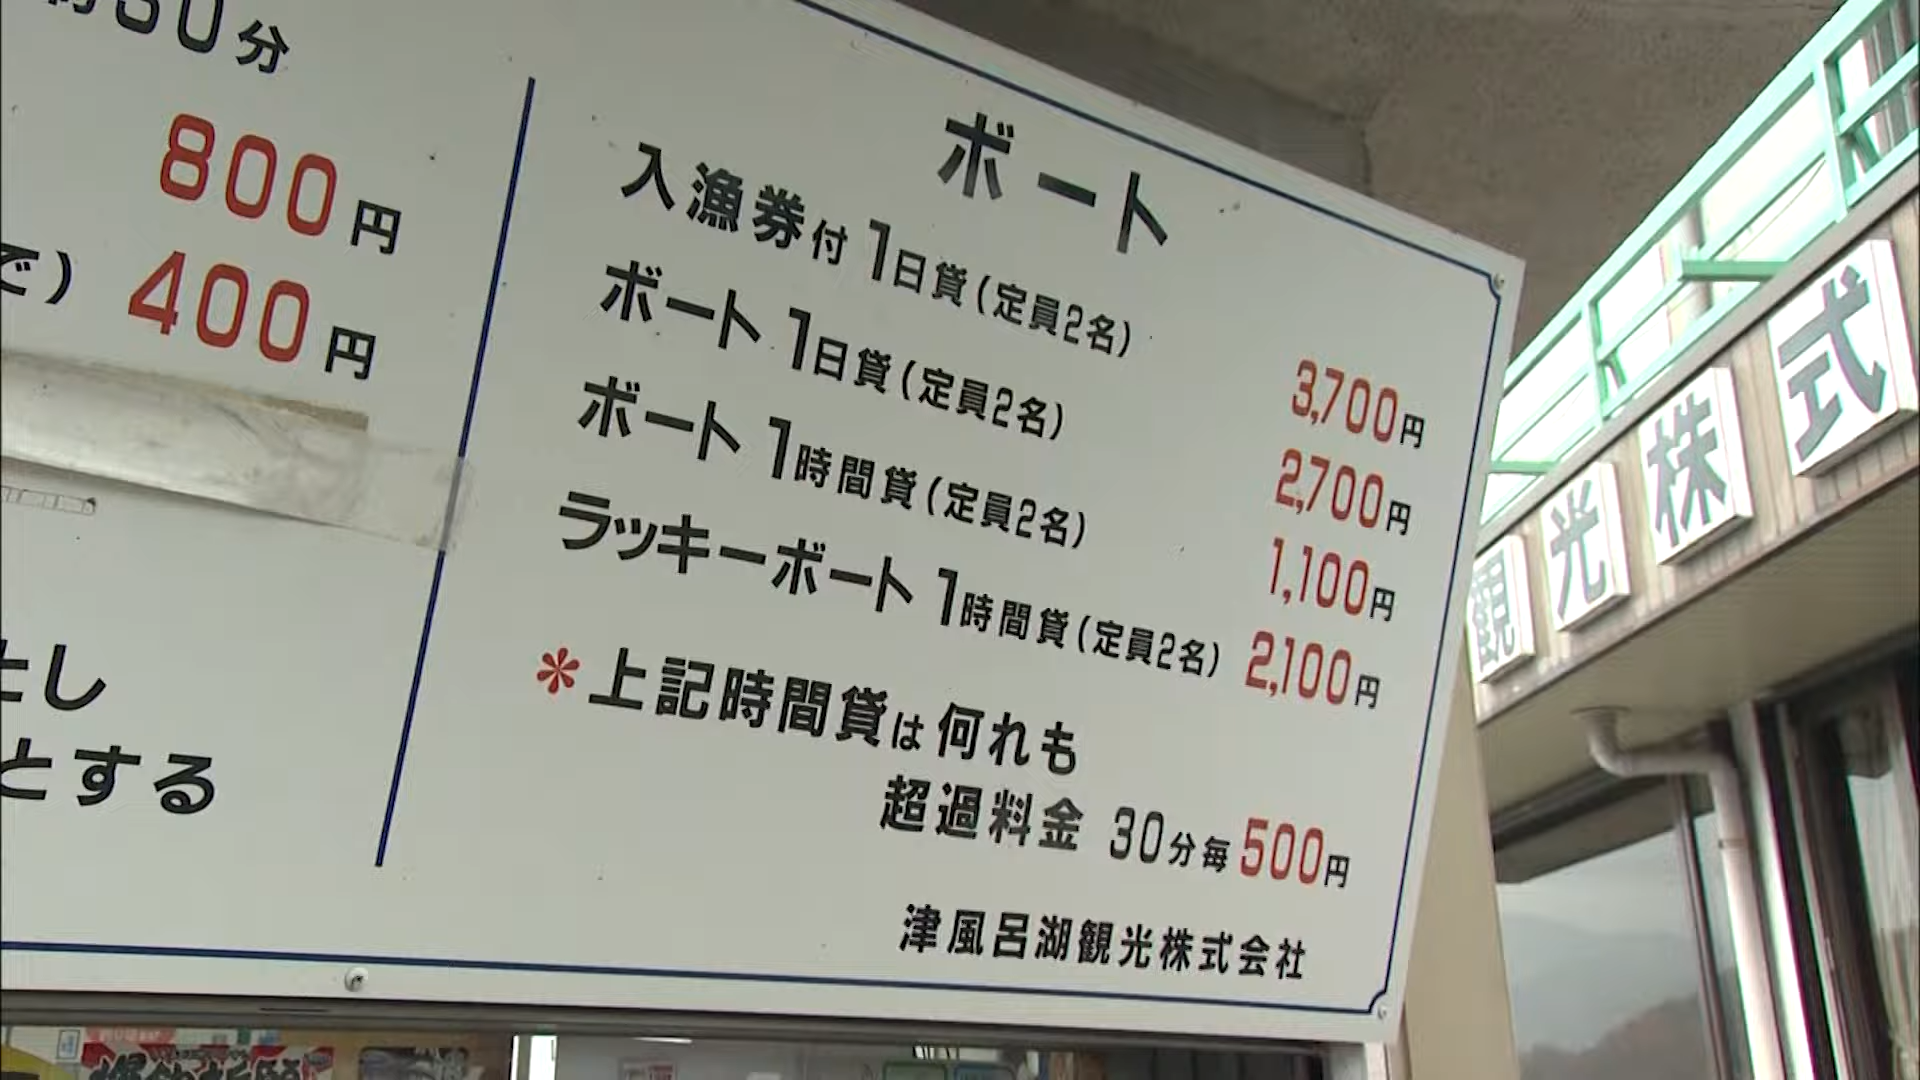 50分
800円
で) 400円
たし
とする
ボート
入漁券付 1日貸(定員2名) 3,700円
ボート 1日貸(定員2名) 2,700円
ボート 1時間貸(定員2名) 1,100円
ラッキーボート 1時間貸(定員2名) 2,100円
*上記時間貸は何れも
超過料金 30分毎500円
津風呂湖観光株式会社
観光株式